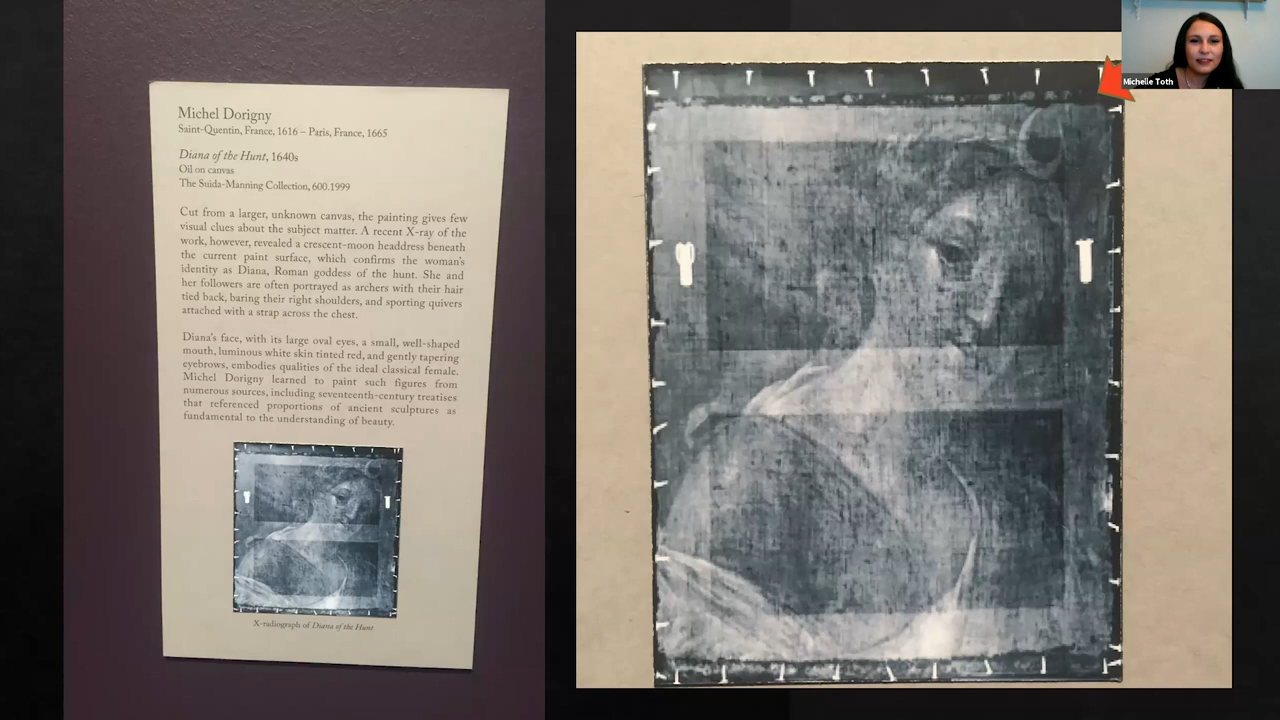 Michel Dorigny
Saint-Quentin, France, 1616 – Paris, France, 1665
Diana of the Hunt, 1640s
Oil on canvas
The Suida-Manning Collection, 600.1999
Cut from a larger, unknown canvas, the painting gives few
visual clues about the subject matter. A recent X-ray of the
work, however, revealed a crescent-moon headdress beneath
the current paint surface, which confirms the woman's
identity as Diana, Roman goddess of the hunt. She and
her followers are often portrayed as archers with their hair
tied back, baring their right shoulders, and sporting quivers
attached with a strap across the chest.
Diana's face, with its large oval eyes, a small, well-shaped
mouth, luminous white skin tinted red, and gently tapering
eyebrows, embodies qualities of the ideal classical female.
Michel Dorigny learned to paint such figures from
numerous sources, including seventeenth-century treatises
that referenced proportions of ancient sculptures as
fundamental to the understanding of beauty.
X-radiograph of Diana of the Hunt
Michelle Toth